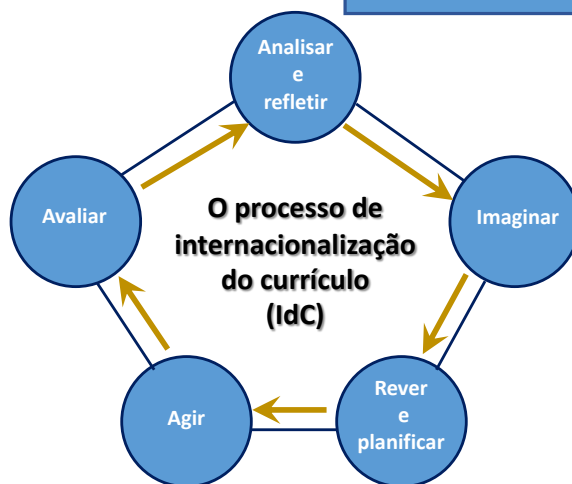 Analisar
e
refletir
Imaginar
Rever
e
planificar
Agir
Avaliar
O processo de
internacionalização
do currículo
(IdC)